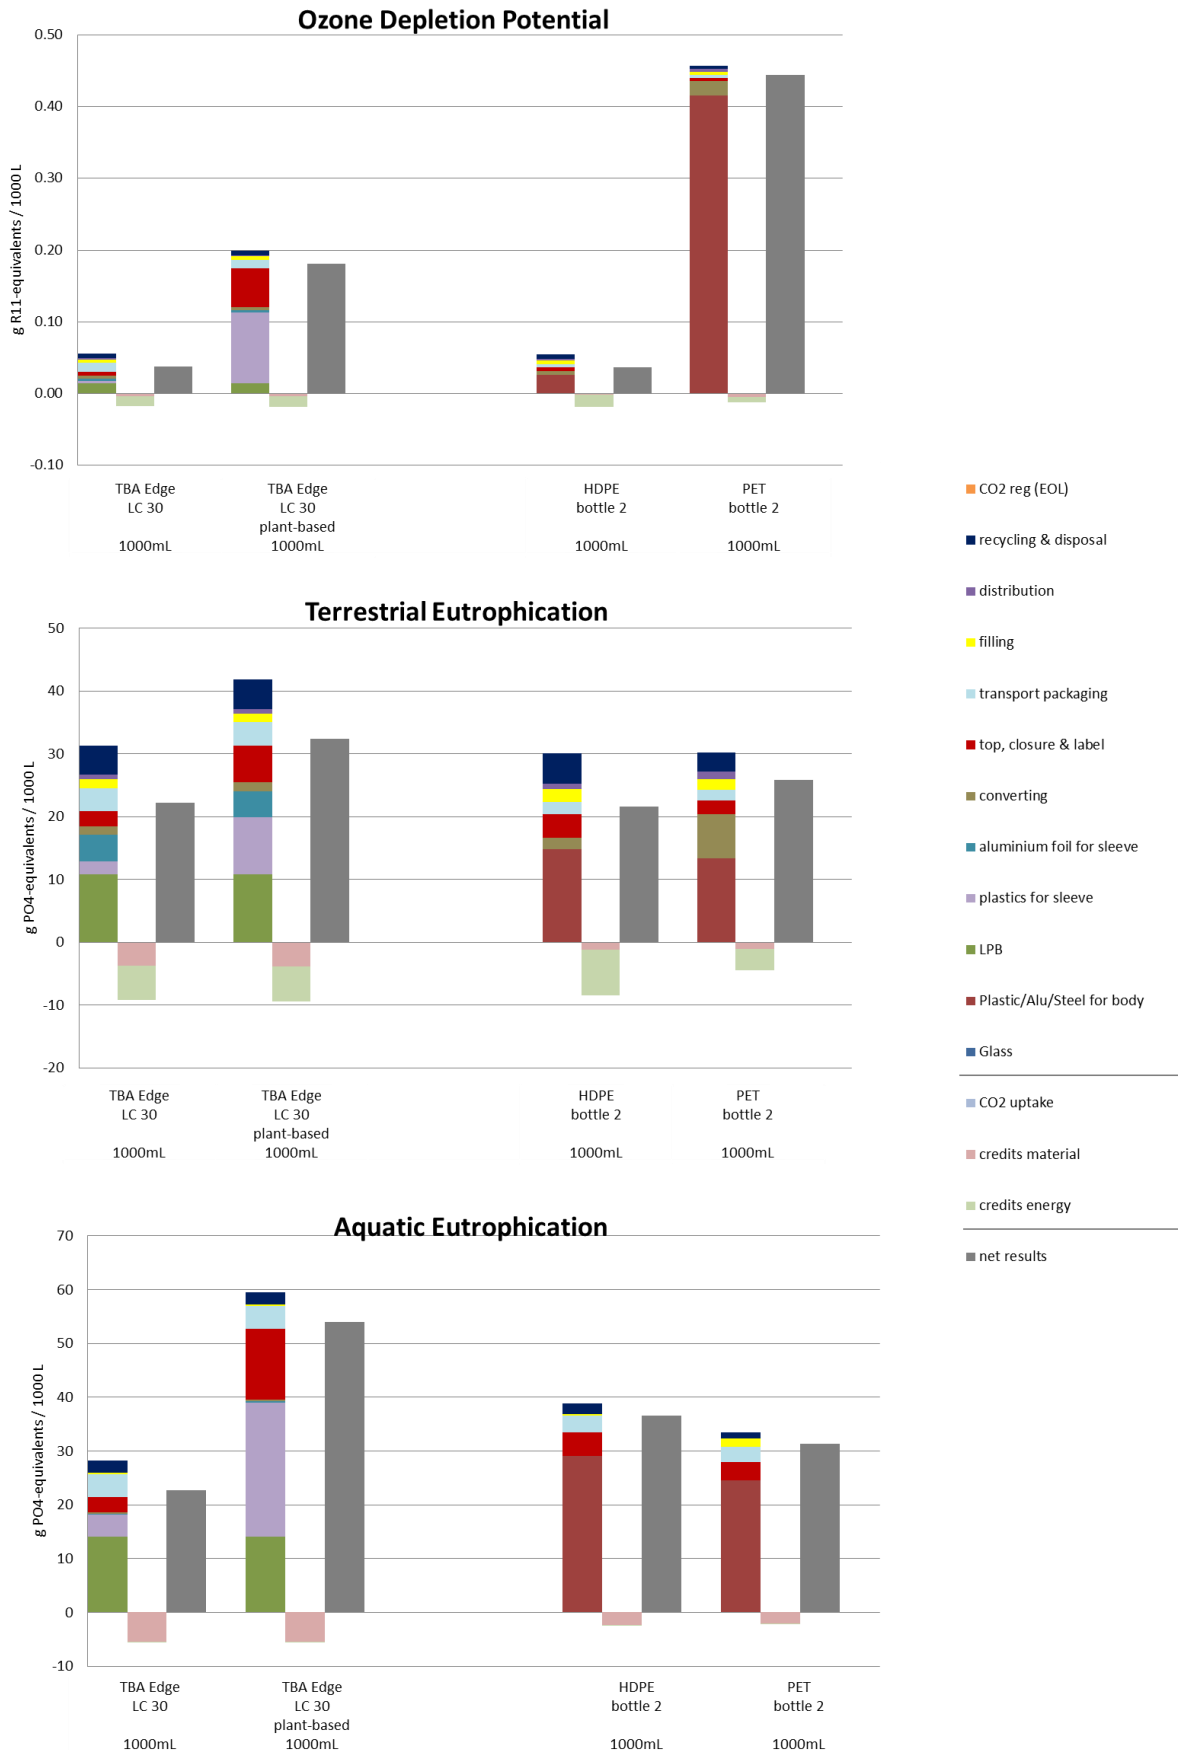 Ozone Depletion Potential
g R11-equivalents / 1000 L
0.50
0.40
0.30
0.20
0.10
0.00
-0.10
TBA Edge
LC 30
1000mL
TBA Edge
LC 30
plant-based
1000mL
HDPE
bottle 2
1000mL
PET
bottle 2
1000mL
Terrestrial Eutrophication
g PO4-equivalents / 1000 L
50
40
30
20
10
0
-10
-20
TBA Edge
LC 30
1000mL
TBA Edge
LC 30
plant-based
1000mL
HDPE
bottle 2
1000mL
PET
bottle 2
1000mL
Aquatic Eutrophication
g PO4-equivalents / 1000 L
70
60
50
40
30
20
10
0
-10
TBA Edge
LC 30
1000mL
TBA Edge
LC 30
plant-based
1000mL
HDPE
bottle 2
1000mL
PET
bottle 2
1000mL
CO2 reg (EOL)
recycling & disposal
distribution
filling
transport packaging
top, closure & label
converting
aluminium foil for sleeve
plastics for sleeve
LPB
Plastic/Alu/Steel for body
Glass
CO2 uptake
credits material
credits energy
net results